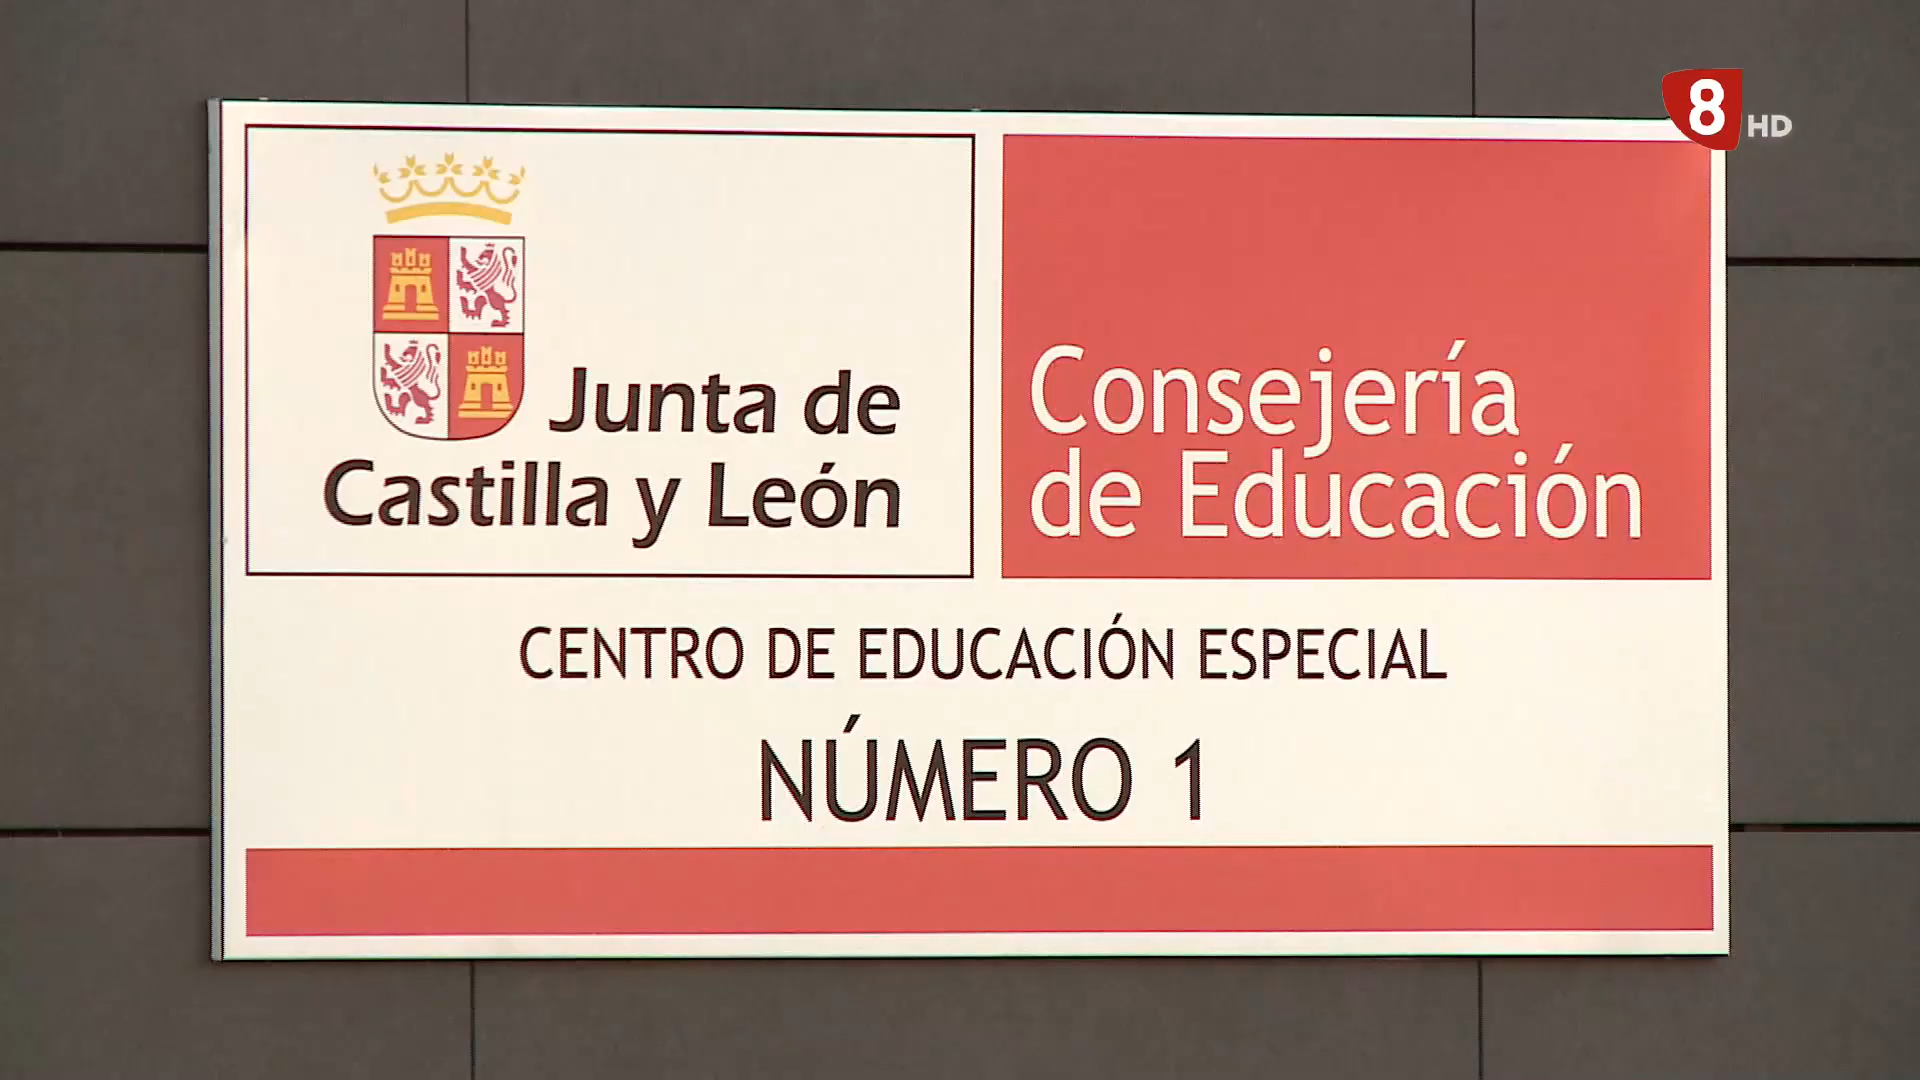 8 HD
Junta de
Castilla y León
Consejería
de Educación
CENTRO DE EDUCACIÓN ESPECIAL
NÚMERO 1